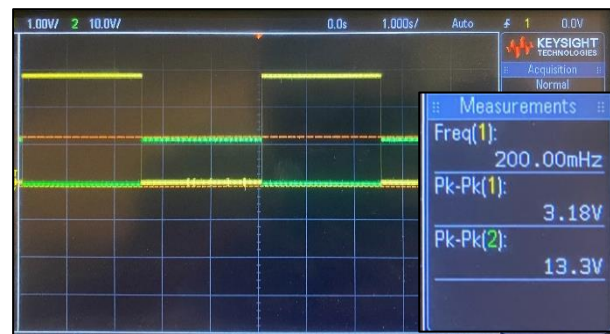 1.00V/ 2 10.0V/ 0.0s 1.000s/ Auto 1 0.0V
KEYSIGHT
TECHNOLOGIES
Acquisition
Normal
Measurements
Freq(1):
200.00mHz
Pk-Pk(1):
3.18V
Pk-Pk(2):
13.3V